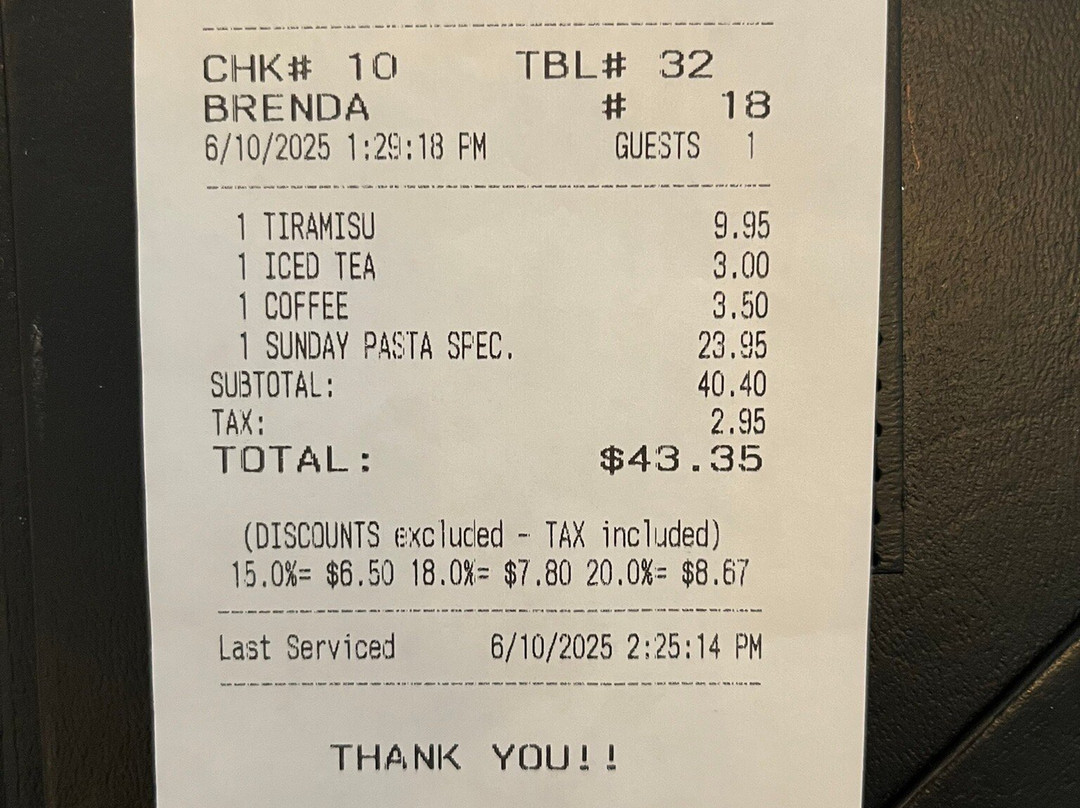 CHK# 10 TBL# 32
BRENDA # 18
6/10/2025 1:29:18 PM GUESTS 1
1 TIRAMISU 9.95
1 ICED TEA 3.00
1 COFFEE 3.50
1 SUNDAY PASTA SPEC. 23.95
SUBTOTAL: 40.40
TAX: 2.95
TOTAL: $43.35
(DISCOUNTS excluded - TAX included)
15.0%= $6.50 18.0%= $7.80 20.0%= $8.67
Last Serviced 6/10/2025 2:25:14 PM
THANK YOU!!